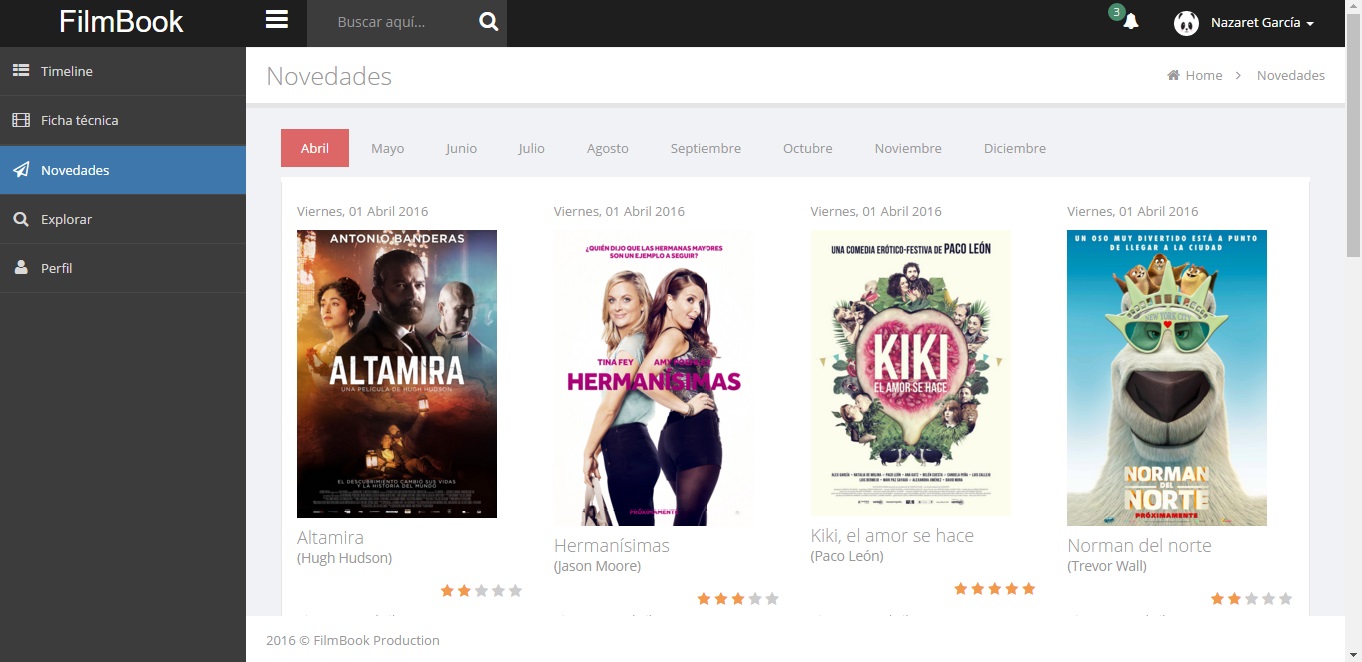 FilmBook
Buscar aquí...
3
Nazaret García
Timeline
Ficha técnica
Novedades
Explorar
Perfil
Novedades
Home
Novedades
Abril
Mayo
Junio
Julio
Agosto
Septiembre
Octubre
Noviembre
Diciembre
Viernes, 01 Abril 2016
ANTONIO BANDERAS
ALTAMIRA
UNA PELÍCULA DE HUGH HUDSON
EL DESCUBRIMIENTO CAMBIÓ SUS VIDAS
Y LA HISTORIA DEL MUNDO
Altamira
(Hugh Hudson)
Viernes, 01 Abril 2016
¿QUIÉN DIJO QUE LAS HERMANAS MAYORES
SON UN EJEMPLO A SEGUIR?
TINA FEY
AMY
HERMANÍSIMAS
PRÓXIMAMENTE
Hermanísimas
(Jason Moore)
Viernes, 01 Abril 2016
UNA COMEDIA ERÓTICO-FESTIVA DE PACO LEÓN
KIKI
EL AMOR SE HACE
Kiki, el amor se hace
(Paco León)
Viernes, 01 Abril 2016
UN OSO MUY DIVERTIDO ESTÁ A PUNTO
DE LLEGAR A LA CIUDAD
NEW YORK CITY
NORMAN
DEL
NORTE
PRÓXIMAMENTE
Norman del norte
(Trevor Wall)
2016 © FilmBook Production